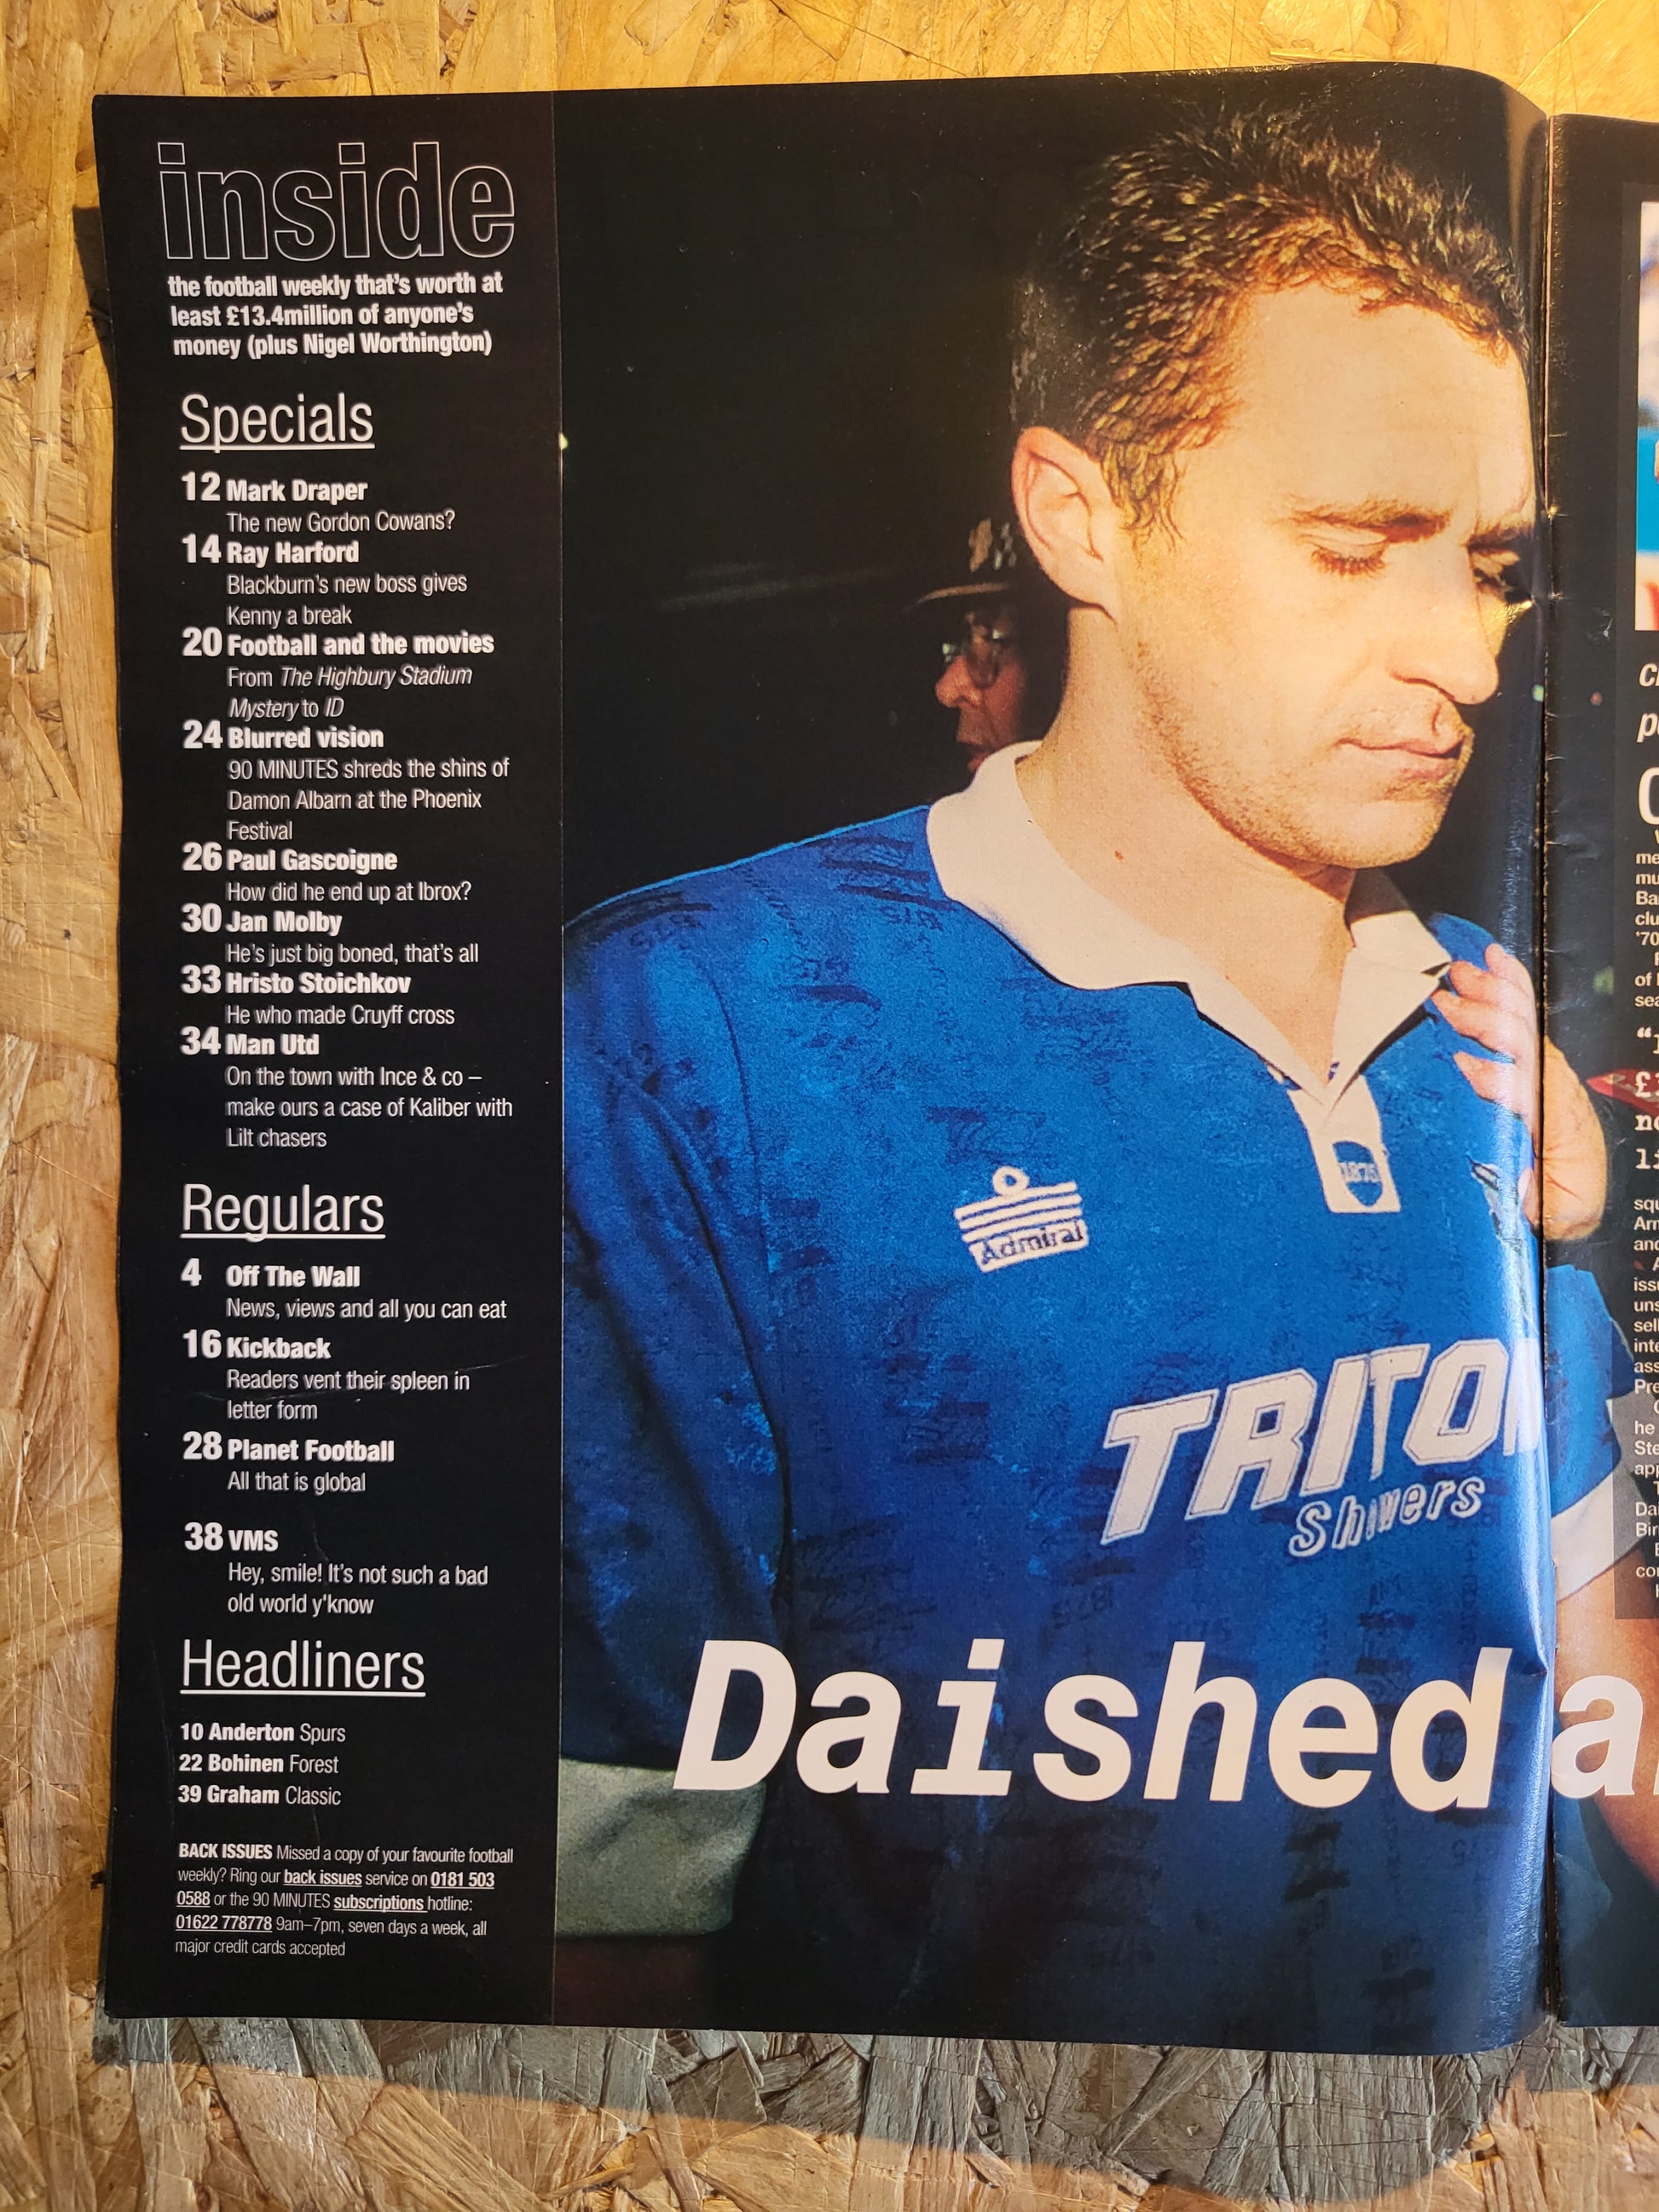 inside
the football weekly that's worth at
least £13.4million of anyone's
money (plus Nigel Worthington)
Specials
12 Mark Draper
The new Gordon Cowans?
14 Ray Harford
Blackburn's new boss gives
Kenny a break
20 Football and the movies
From The Highbury Stadium
Mystery to ID
24 Blurred vision
90 MINUTES shreds the shins of
Damon Albarn at the Phoenix
Festival
26 Paul Gascoigne
How did he end up at Ibrox?
30 Jan Molby
He's just big boned, that's all
33 Hristo Stoichkov
He who made Cruyff cross
34 Man Utd
On the town with Ince & co –
make ours a case of Kaliber with
Lilt chasers
Regulars
4 Off The Wall
News, views and all you can eat
16 Kickback
Readers vent their spleen in
letter form
28 Planet Football
All that is global
38 VMS
Hey, smile! It's not such a bad
old world y'know
Headliners
10 Anderton Spurs
22 Bohinen Forest
39 Graham Classic
BACK ISSUES Missed a copy of your favourite football
weekly? Ring our back issues service on 0181 503
0588 or the 90 MINUTES subscriptions hotline:
01622 778778 9am–7pm, seven days a week, all
major credit cards accepted
1875
Admiral
TRITON
Showers
Daished a